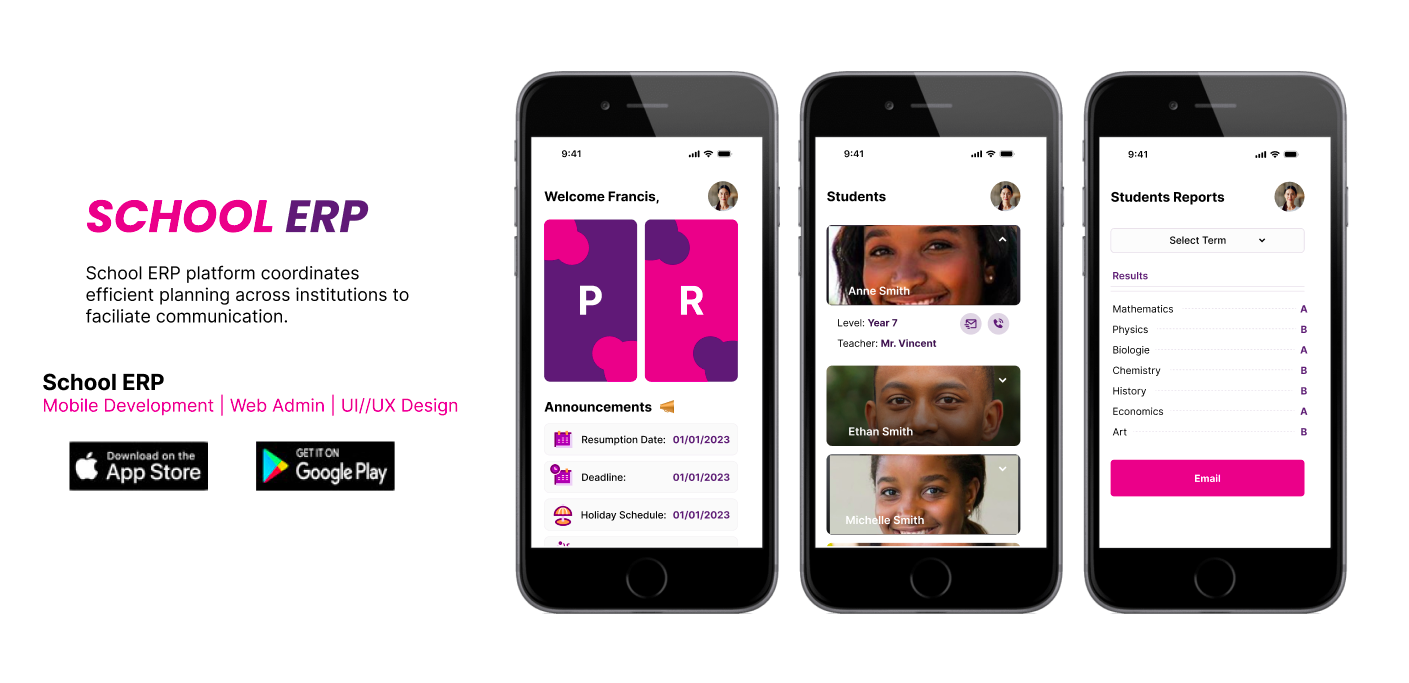 SCHOOL ERP
School ERP platform coordinates
efficient planning across institutions to
faciliate communication.
School ERP
Mobile Development | Web Admin | UI//UX Design
Download on the
App Store
GET IT ON
Google Play
9:41
Welcome Francis,
P
R
Announcements
Resumption Date: 01/01/2023
Deadline: 01/01/2023
Holiday Schedule: 01/01/2023
9:41
Students
Anne Smith
Level: Year 7
Teacher: Mr. Vincent
Ethan Smith
Michelle Smith
9:41
Students Reports
Select Term
Results
Mathematics A
Physics B
Biologie A
Chemistry B
History B
Economics A
Art B
Email